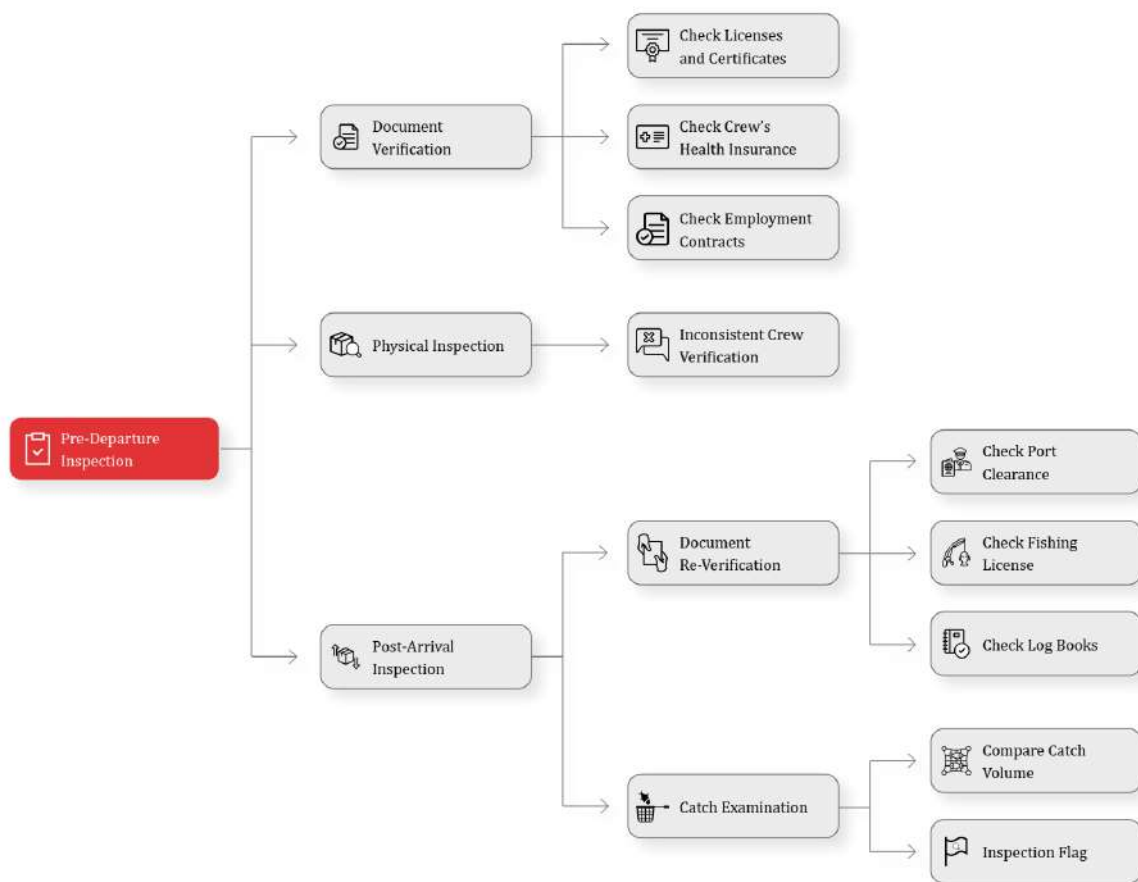 Check Licenses
and Certificates
Document
Verification
Check Crew's
Health Insurance
Check Employment
Contracts
Physical Inspection
Inconsistent Crew
Verification
Pre-Departure
Inspection
Check Port
Clearance
Document
Re-Verification
Check Fishing
License
Post-Arrival
Inspection
Check Log Books
Compare Catch
Volume
Catch Examination
Inspection Flag